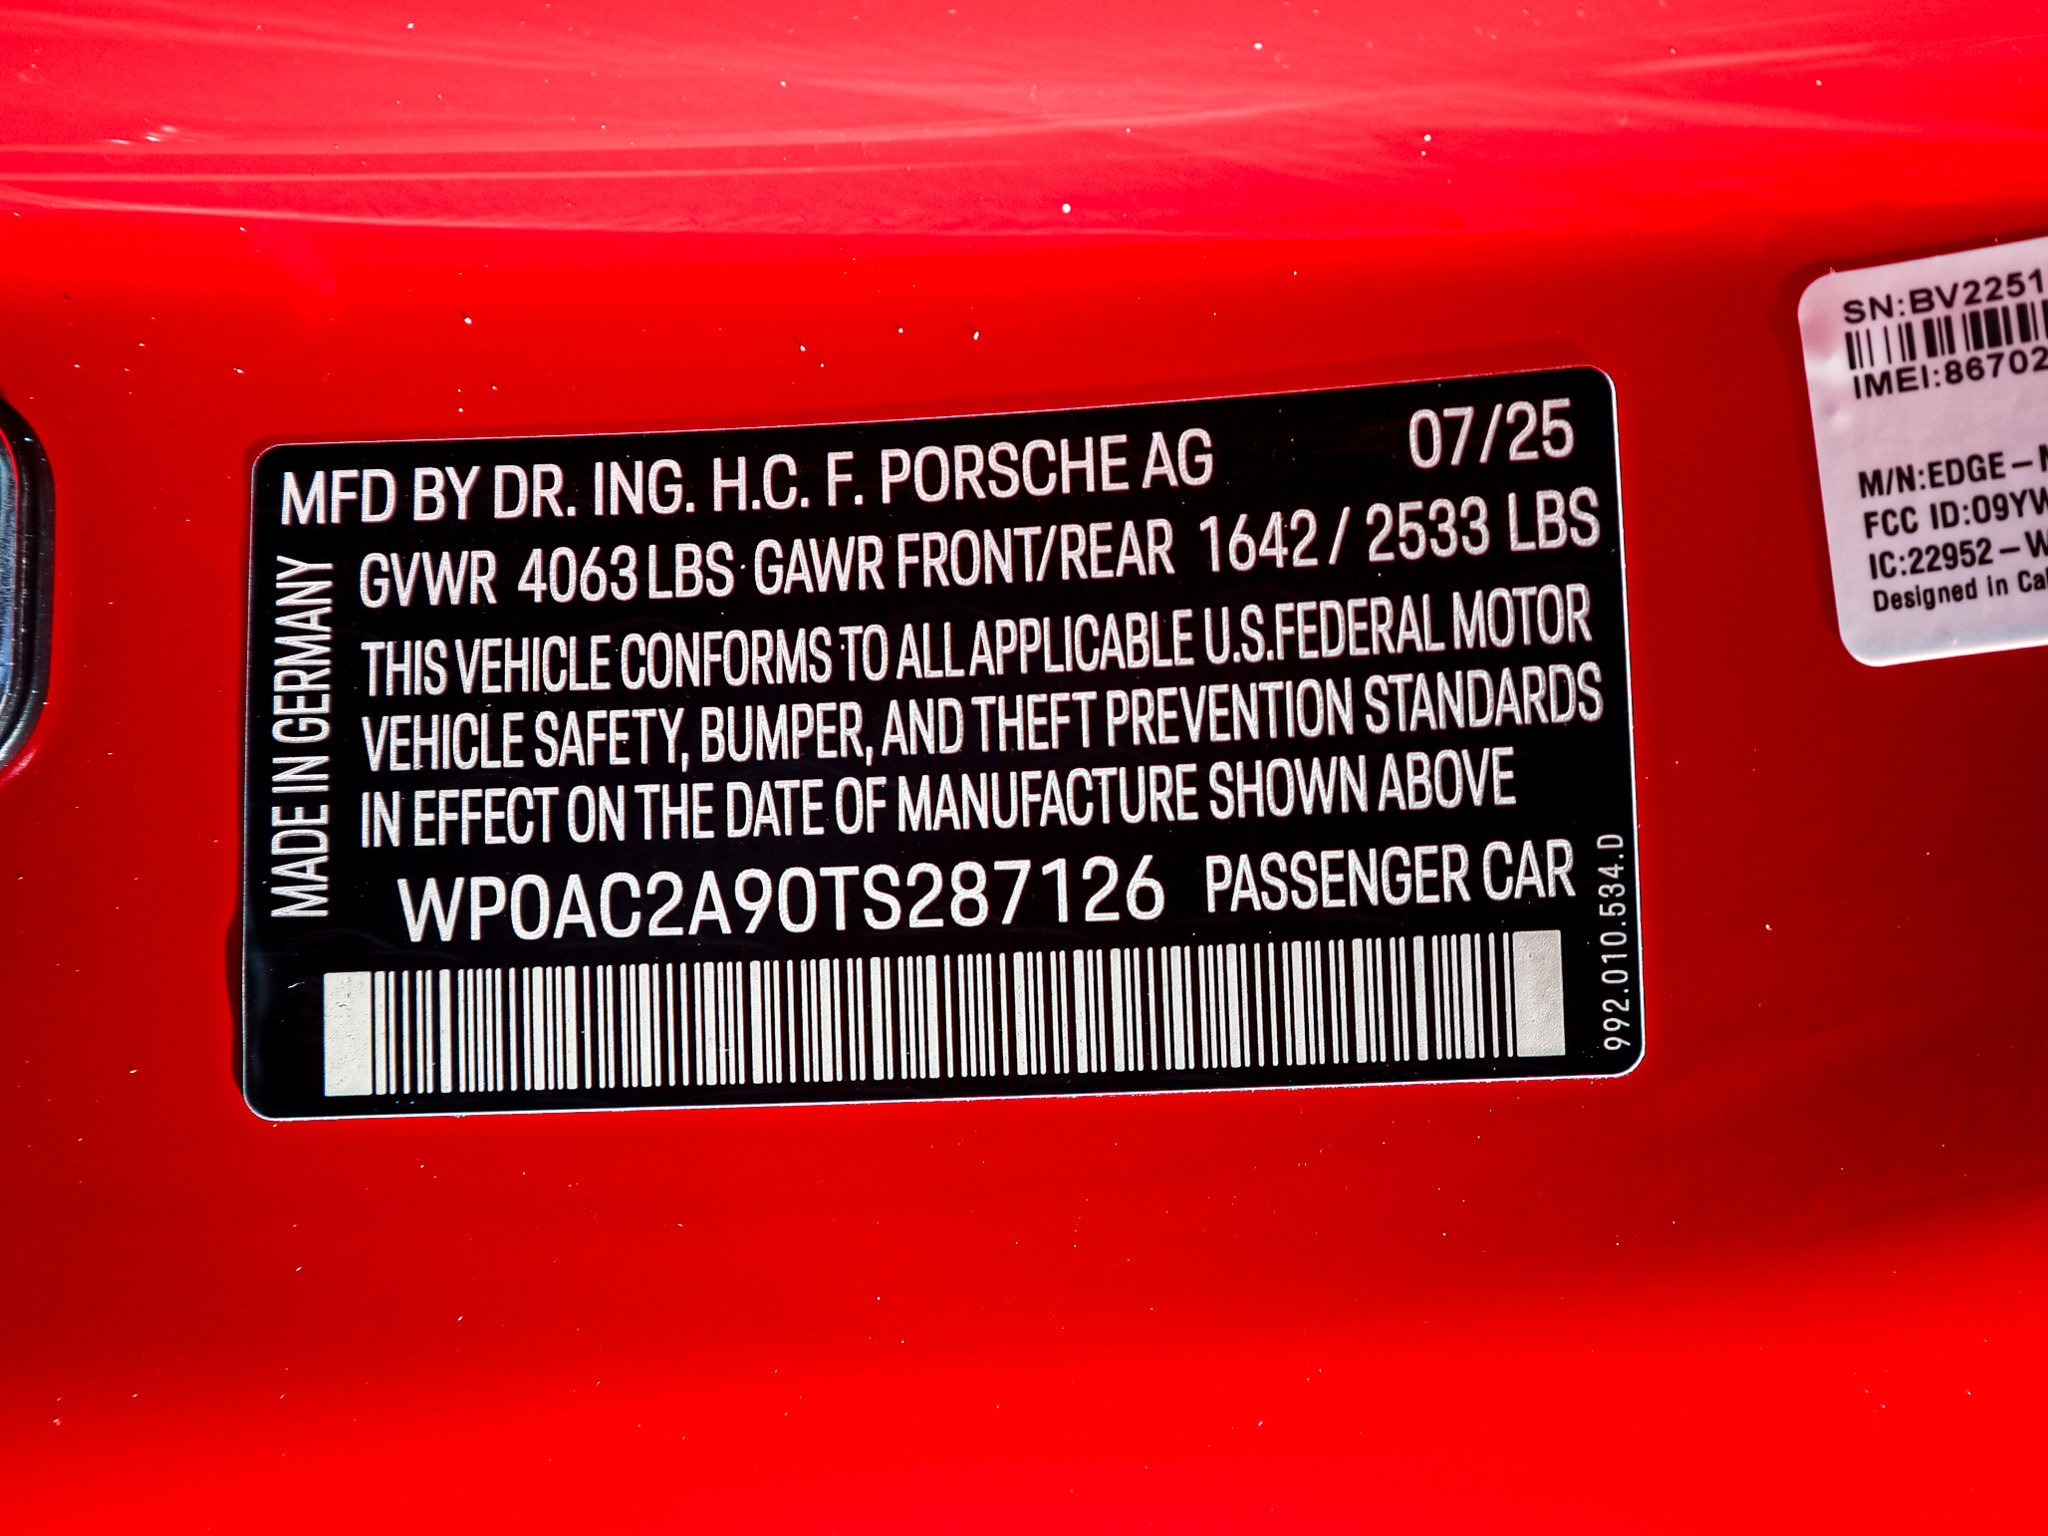 MFD BY DR. ING. H.C. F. PORSCHE AG 07/25
GVWR 4063 LBS GAWR FRONT/REAR 1642 / 2533 LBS
THIS VEHICLE CONFORMS TO ALL APPLICABLE U.S.FEDERAL MOTOR
VEHICLE SAFETY, BUMPER, AND THEFT PREVENTION STANDARDS
IN EFFECT ON THE DATE OF MANUFACTURE SHOWN ABOVE
WP0AC2A90TS287126 PASSENGER CAR
MADE IN GERMANY
992.010.534.D
SN:BV2251
IMEI:86702
M/N:EDGE-
FCC ID:O9YW
IC:22952-W
Designed in Cal